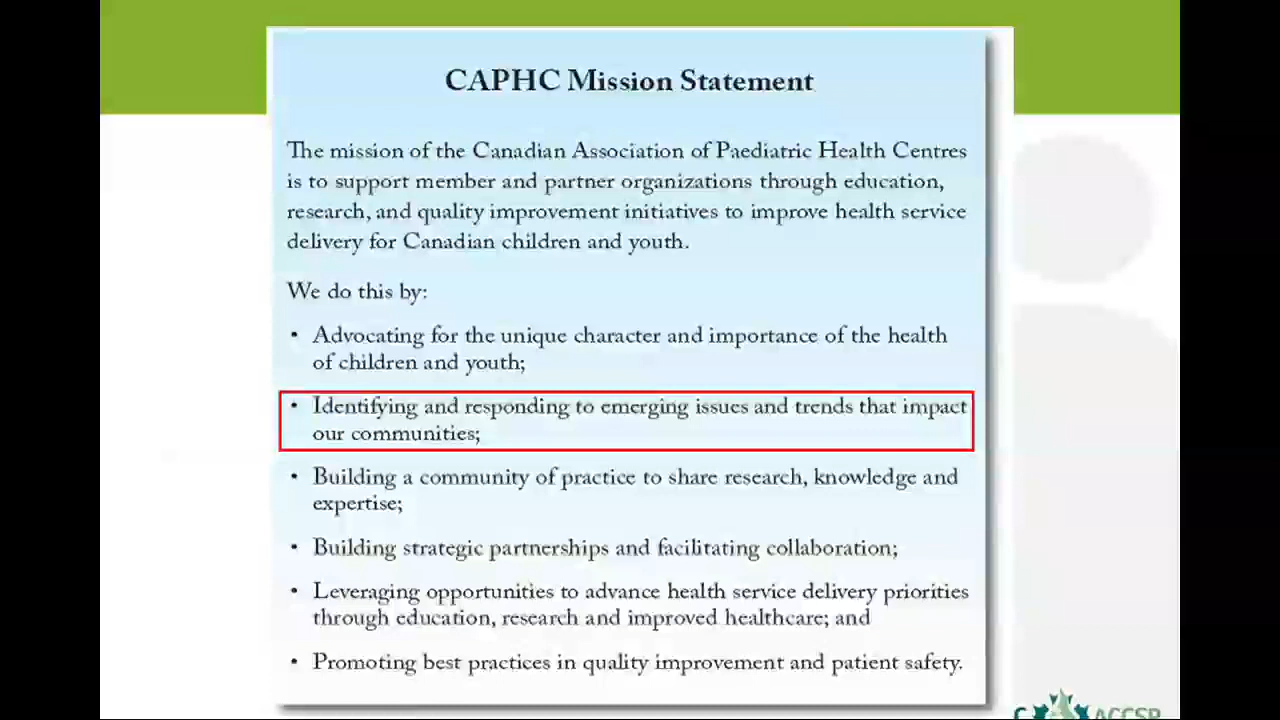 CAPHC Mission Statement
The mission of the Canadian Association of Paediatric Health Centres
is to support member and partner organizations through education,
research, and quality improvement initiatives to improve health service
delivery for Canadian children and youth.
We do this by:
• Advocating for the unique character and importance of the health
of children and youth;
• Identifying and responding to emerging issues and trends that impact
our communities;
• Building a community of practice to share research, knowledge and
expertise;
• Building strategic partnerships and facilitating collaboration;
• Leveraging opportunities to advance health service delivery priorities
through education, research and improved healthcare; and
• Promoting best practices in quality improvement and patient safety.